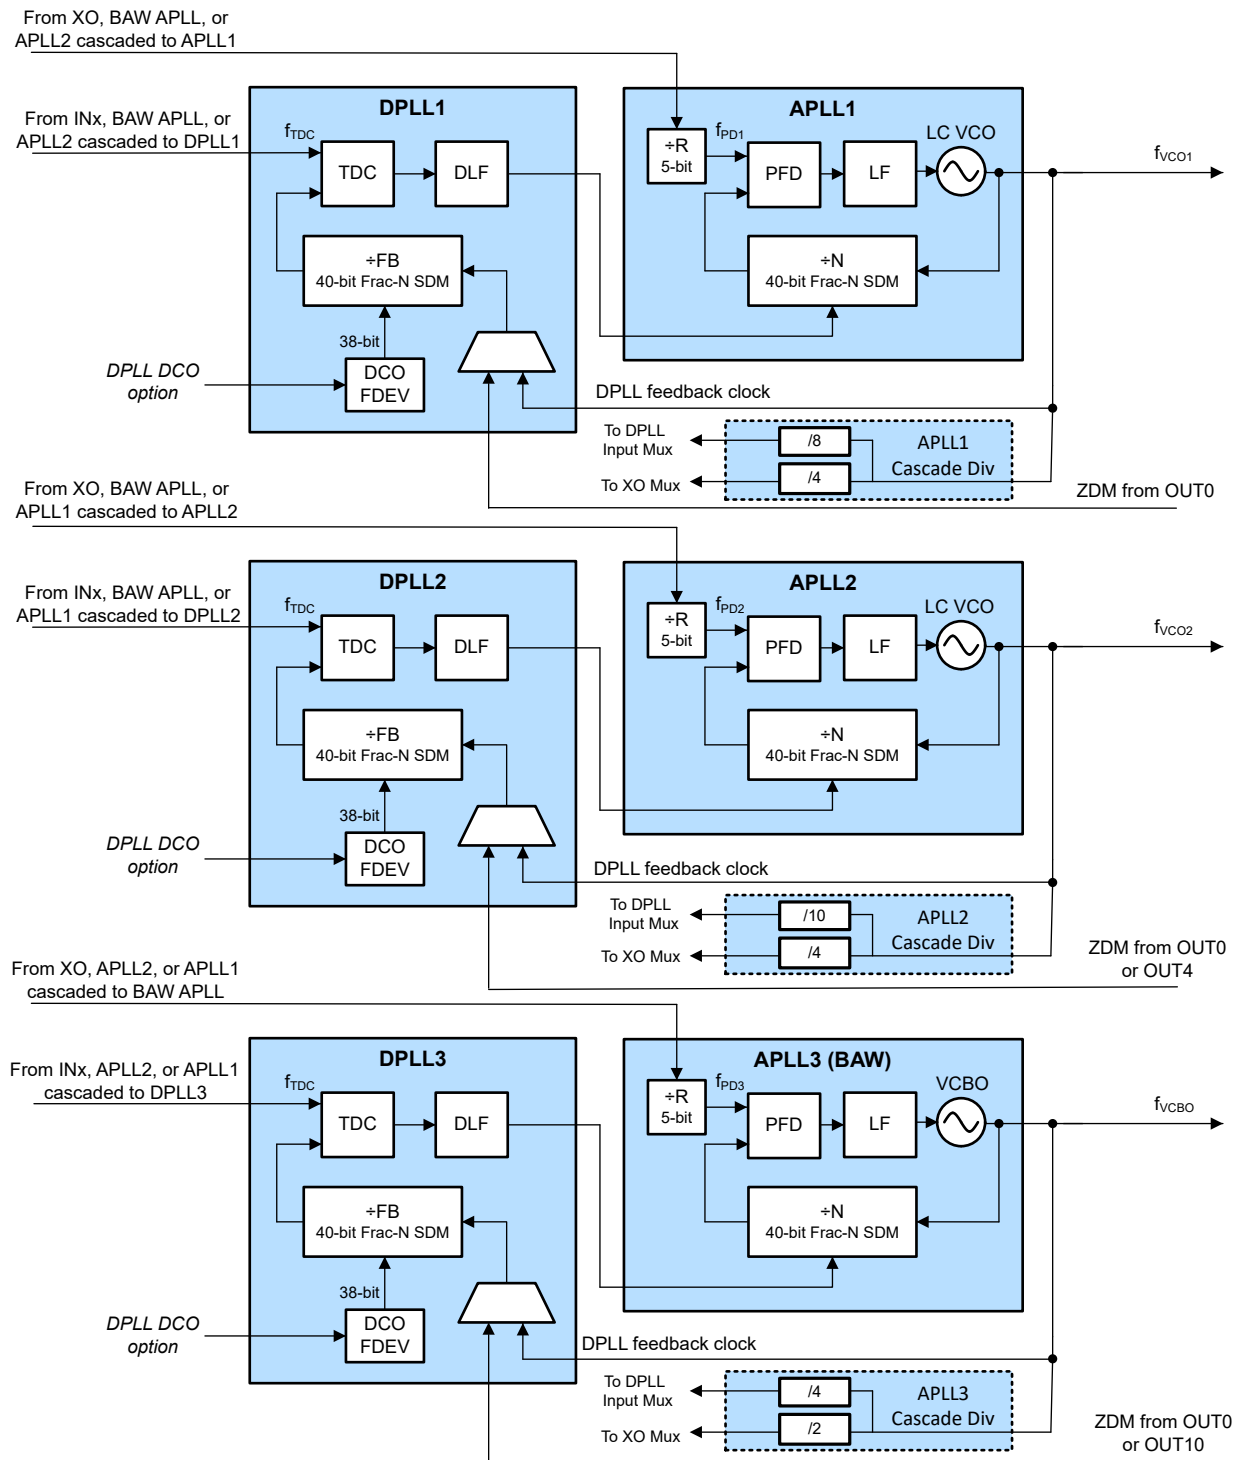 From XO, BAW APLL, or
APLL2 cascaded to APLL1
DPLL1
APLL1
From INx, BAW APLL, or
APLL2 cascaded to DPLL1
fTDC
TDC
DLF
÷R
5-bit
fPD1
PFD
LF
LC VCO
fVCO1
÷FB
40-bit Frac-N SDM
÷N
40-bit Frac-N SDM
38-bit
DPLL DCO
option
DCO
FDEV
DPLL feedback clock
To DPLL
Input Mux
/8
APLL1
Cascade Div
To XO Mux
/4
ZDM from OUT0
From XO, BAW APLL, or
APLL1 cascaded to APLL2
DPLL2
APLL2
From INx, BAW APLL, or
APLL1 cascaded to DPLL2
fTDC
TDC
DLF
÷R
5-bit
fPD2
PFD
LF
LC VCO
fVCO2
÷FB
40-bit Frac-N SDM
÷N
40-bit Frac-N SDM
38-bit
DPLL DCO
option
DCO
FDEV
DPLL feedback clock
To DPLL
Input Mux
/10
APLL2
Cascade Div
To XO Mux
/4
ZDM from OUT0
or OUT4
From XO, APLL2, or APLL1
cascaded to BAW APLL
DPLL3
APLL3 (BAW)
From INx, APLL2, or APLL1
cascaded to DPLL3
fTDC
TDC
DLF
÷R
5-bit
fPD3
PFD
LF
VCBO
fVCBO
÷FB
40-bit Frac-N SDM
÷N
40-bit Frac-N SDM
38-bit
DPLL DCO
option
DCO
FDEV
DPLL feedback clock
To DPLL
Input Mux
/4
APLL3
Cascade Div
To XO Mux
/2
ZDM from OUT0
or OUT10